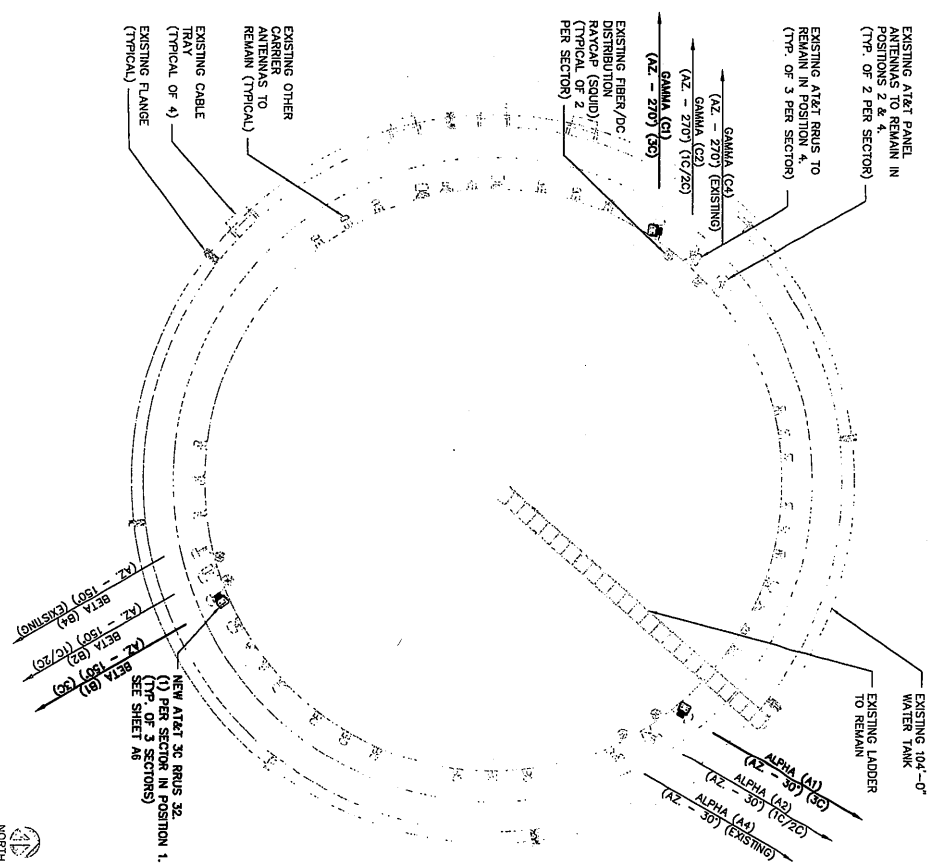 EXISTING AT&T PANEL
ANTENNAS TO REMAIN IN
POSITIONS 2 & 4.
(TYP. OF 2 PER SECTOR)
EXISTING AT&T RRUS TO
REMAIN IN POSITION 4.
(TYP. OF 3 PER SECTOR)
GAMMA (C4)
(AZ. - 270°) (EXISTING)
GAMMA (C2)
(AZ. - 270°) (1C/2C)
GAMMA (C1)
(AZ. - 270°) (3C)
EXISTING FIBER/DC
DISTRIBUTION
RAYCAP (SQUID);
(TYPICAL OF 2
PER SECTOR)
EXISTING OTHER
CARRIER
ANTENNAS TO
REMAIN (TYPICAL)
EXISTING CABLE
TRAY
(TYPICAL OF 4)
EXISTING FLANGE
(TYPICAL)
EXISTING 104'-0"
WATER TANK
EXISTING LADDER
TO REMAIN
ALPHA (A1)
(AZ. - 30°) (3C)
ALPHA (A2)
(AZ. - 30°) (1C/2C)
ALPHA (A4)
(AZ. - 30°) (EXISTING)
BETA (B4)
(AZ. - 150°) (EXISTING)
BETA (B2)
(AZ. - 150°) (1C/2C)
BETA (B1)
(AZ. - 150°) (3C)
NEW AT&T 3C RRUS 32.
(1) PER SECTOR IN POSITION 1.
(TYP. OF 3 SECTORS)
SEE SHEET A6
NORTH